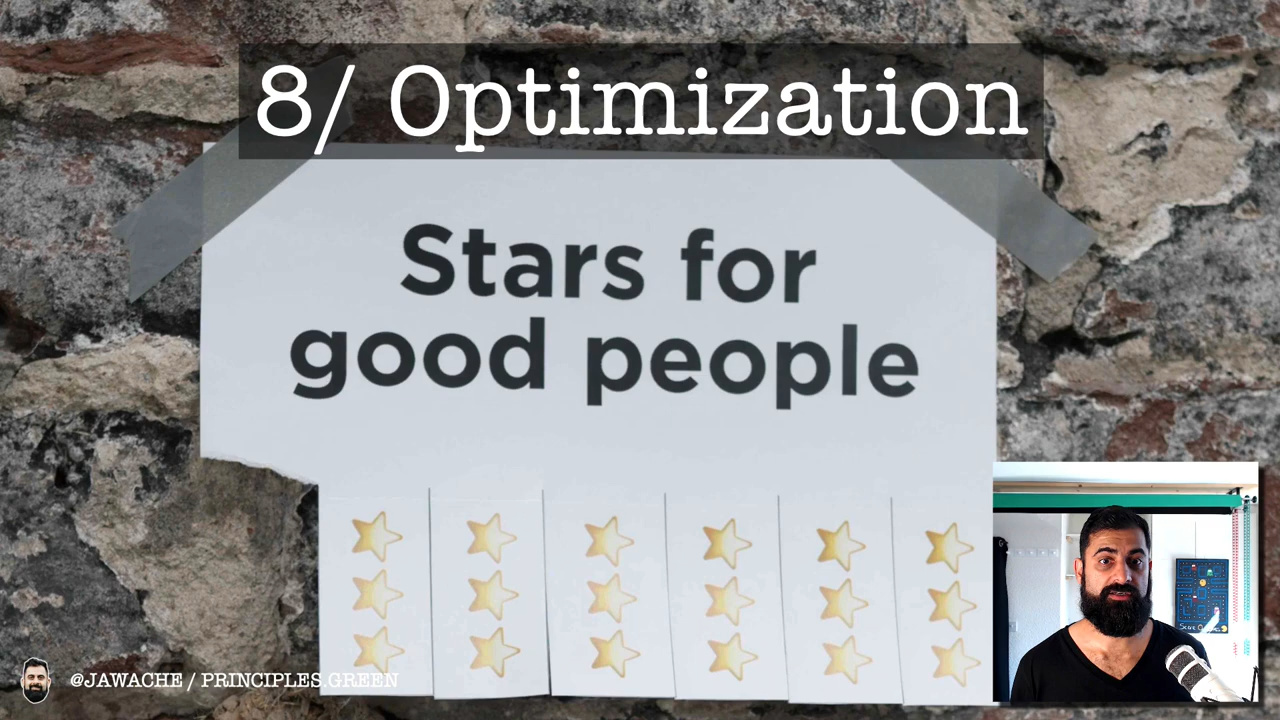 8/ Optimization
Stars for
good people
@JAWACHE / PRINCIPLES.GREEN